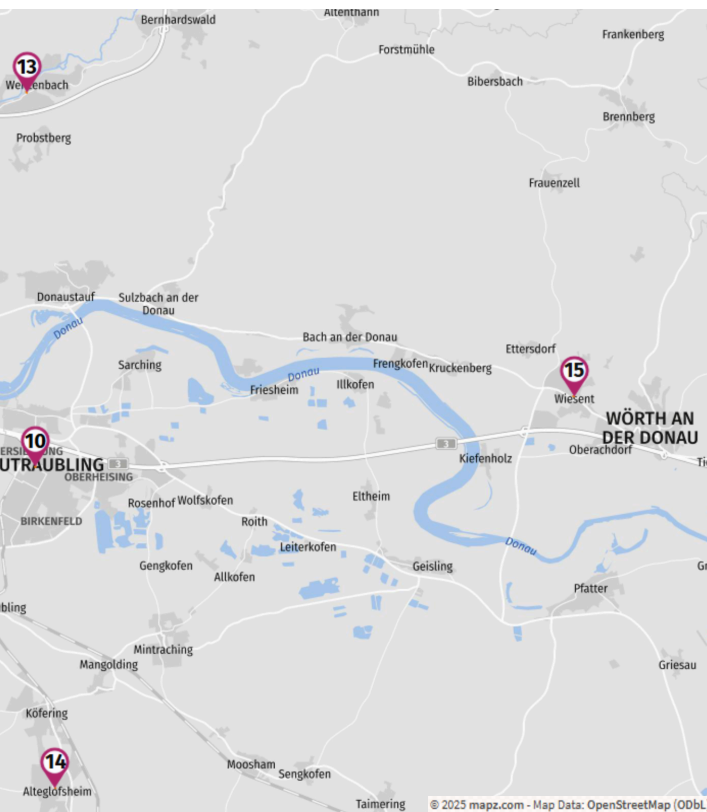 Altenthann
Bernhardswald
Frankenberg
Forstmühle
13
Bibersbach
Wenzenbach
Brennberg
Probstberg
Frauenzell
Donaustauf
Sulzbach an der
Donau
Donau
Bach an der Donau
Ettersdorf
Sarching
Frengkofen
Kruckenberg
15
Donau
Friesheim
Illkofen
Wiesent
WÖRTH AN
DER DONAU
10
3
Oberachdorf
Kiefenholz
UTRAUBLING
3
OBERHEISING
Eltheim
Rosenhof
Wolfskofen
BIRKENFELD
Roith
Leiterkofen
Donau
Gengkofen
Geisling
Allkofen
Pfatter
bling
Mintraching
Mangolding
Griesau
Köfering
14
Moosham
Sengkofen
Alteglofsheim
Taimering
© 2025 mapz.com - Map Data: OpenStreetMap (ODbL